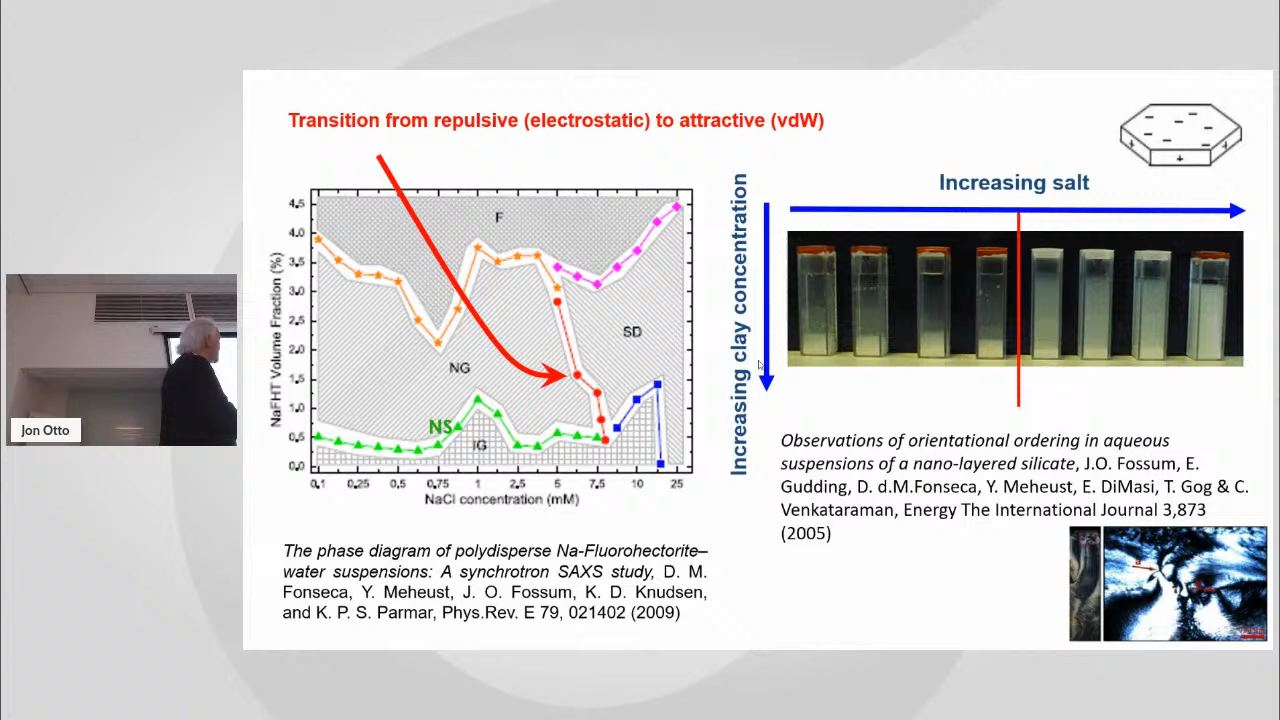 Transition from repulsive (electrostatic) to attractive (vdW)
F
NG
NS
IG
SD
4,5
4,0
3,5
3,0
2,5
2,0
1,5
1,0
0,5
0,0
NaFHT Volume Fraction (%)
0,1 0,25 0,5 0,75 1 2,5 5 7,5 10 25
NaCl concentration (mM)
Increasing clay concentration
Increasing salt
The phase diagram of polydisperse Na-Fluorohectorite–
water suspensions: A synchrotron SAXS study, D. M.
Fonseca, Y. Meheust, J. O. Fossum, K. D. Knudsen,
and K. P. S. Parmar, Phys.Rev. E 79, 021402 (2009)
Observations of orientational ordering in aqueous
suspensions of a nano-layered silicate, J.O. Fossum, E.
Gudding, D. d.M.Fonseca, Y. Meheust, E. DiMasi, T. Gog & C.
Venkataraman, Energy The International Journal 3,873
(2005)
a
Jon Otto